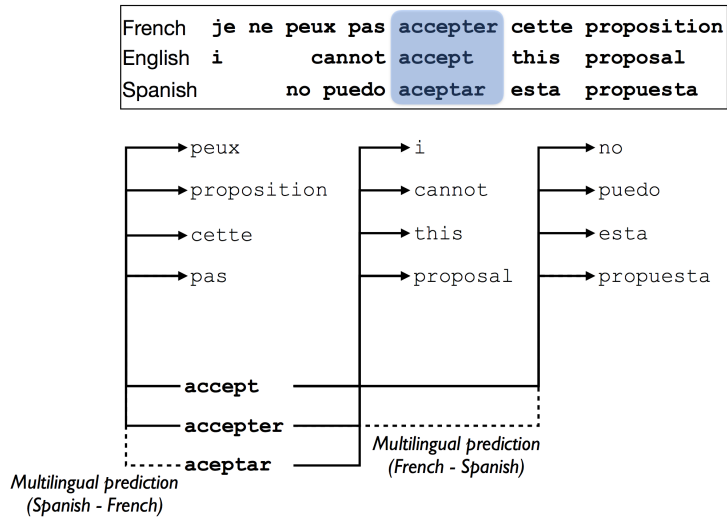 French je ne peux pas accepter cette proposition
English i cannot accept this proposal
Spanish no puedo aceptar esta propuesta
peux i no
proposition cannot puedo
cette this esta
pas proposal propuesta
accept
accepter
Multilingual prediction
(French - Spanish)
aceptar
Multilingual prediction
(Spanish - French)